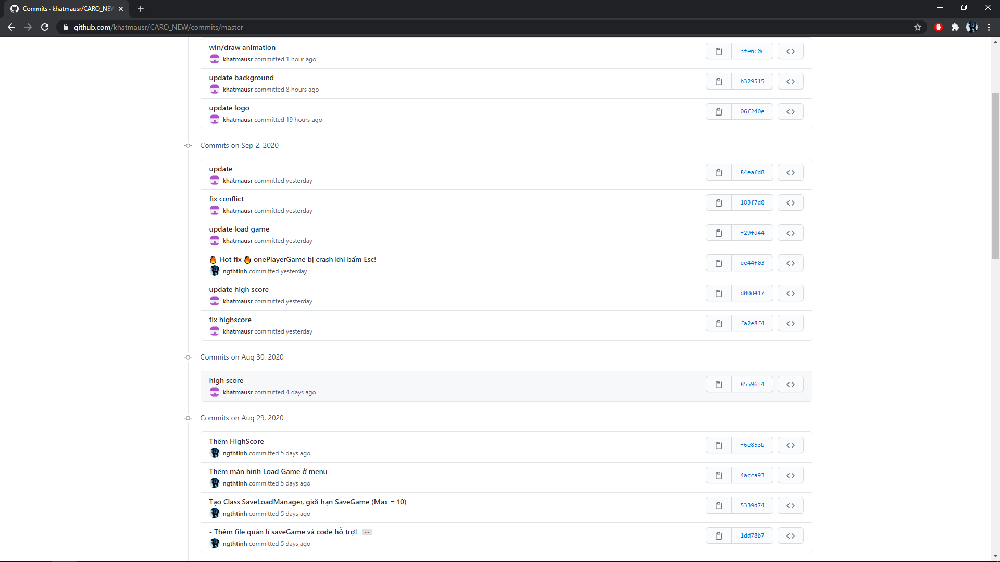 Commits · khatmausr/CARO_NEW
github.com/khatmausr/CARO_NEW/commits/master
win/draw animation
khatmausr committed 1 hour ago
3fe6c0c
update background
khatmausr committed 8 hours ago
b329515
update logo
khatmausr committed 19 hours ago
06f240e
Commits on Sep 2, 2020
update
khatmausr committed yesterday
84eafd8
fix conflict
khatmausr committed yesterday
183f7d0
update load game
khatmausr committed yesterday
f29fd44
🔥 Hot fix 🔥 onePlayerGame bị crash khi bấm Esc!
ngthtinh committed yesterday
ee44f03
update high score
khatmausr committed yesterday
d00d417
fix highscore
khatmausr committed yesterday
fa2e8f4
Commits on Aug 30, 2020
high score
khatmausr committed 4 days ago
85596f4
Commits on Aug 29, 2020
Thêm HighScore
ngthtinh committed 5 days ago
f6e853b
Thêm màn hình Load Game ở menu
ngthtinh committed 5 days ago
4acca93
Tạo Class SaveLoadManager, giới hạn SaveGame (Max = 10)
ngthtinh committed 5 days ago
5339d74
- Thêm file quản lí saveGame và code hỗ trợ! …
ngthtinh committed 5 days ago
1dd78b7